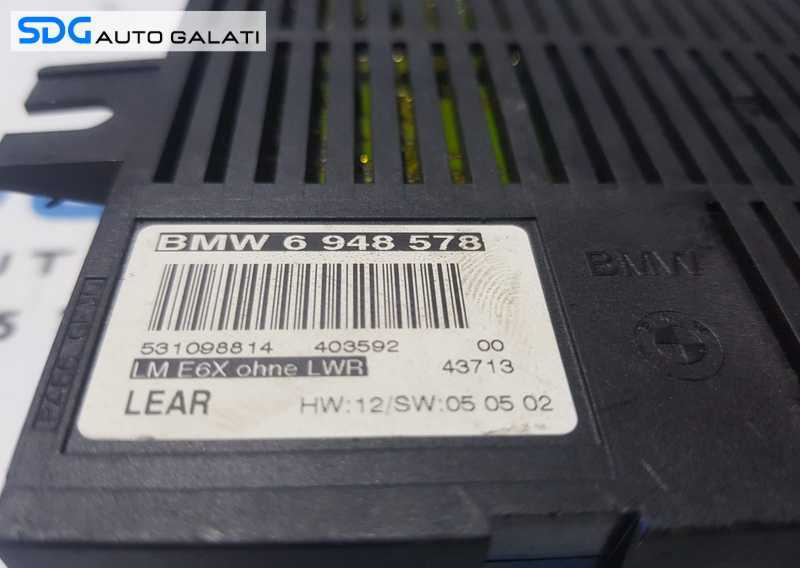 SDG AUTO GALATI
BMW 6 948 578
531098814 403592 00
LM E6X ohne LWR 43713
LEAR HW:12/SW:05 05 02
BMW